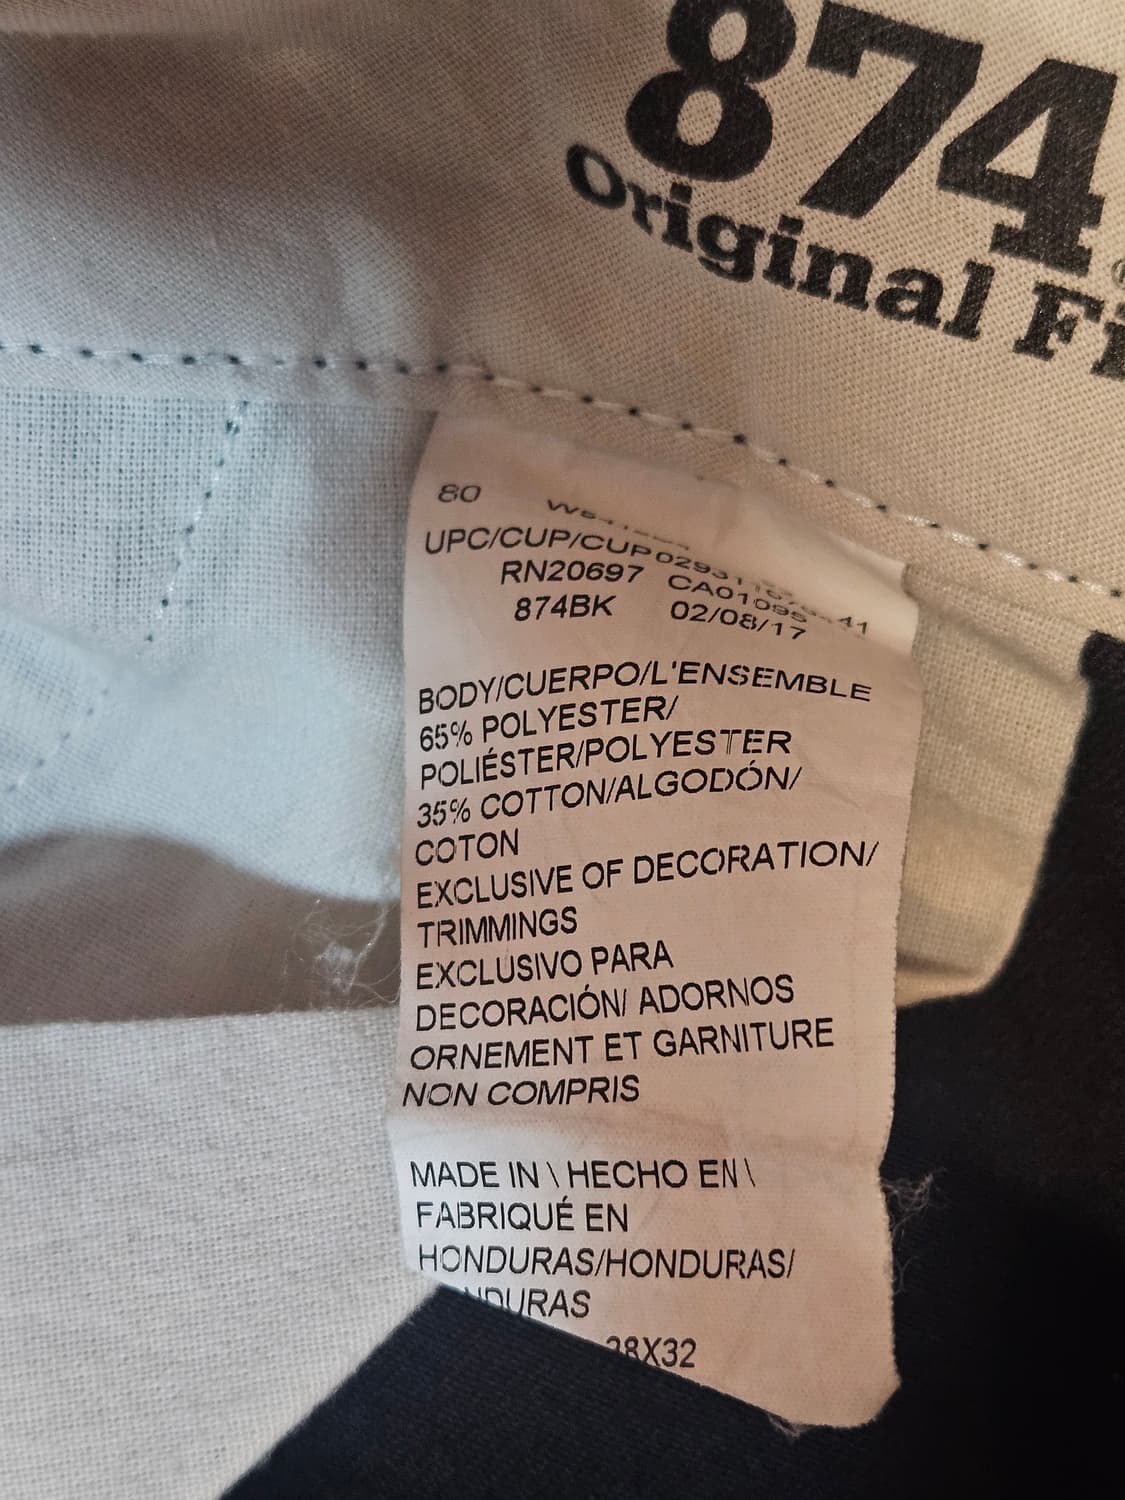 874
Original
80
UPC/CUP/CUP
RN20697 CA01095
874BK 02/08/17
BODY/CUERPO/L'ENSEMBLE
65% POLYESTER/
POLIÉSTER/POLYESTER
35% COTTON/ALGODÓN/
COTON
EXCLUSIVE OF DECORATION/
TRIMMINGS
EXCLUSIVO PARA
DECORACIÓN/ ADORNOS
ORNEMENT ET GARNITURE
NON COMPRIS
MADE IN \ HECHO EN \
FABRIQUÉ EN
HONDURAS/HONDURAS/